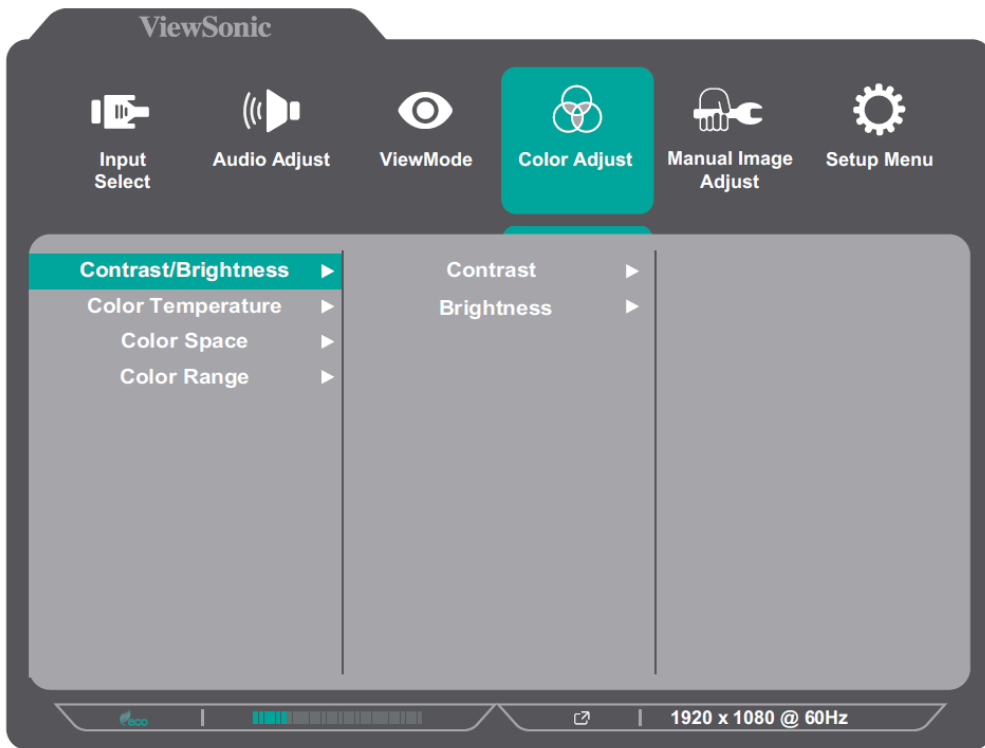 ViewSonic
Input
Select
Audio Adjust
ViewMode
Color Adjust
Manual Image
Adjust
Setup Menu
Contrast/Brightness
Color Temperature
Color Space
Color Range
Contrast
Brightness
eco
1920 x 1080 @ 60Hz